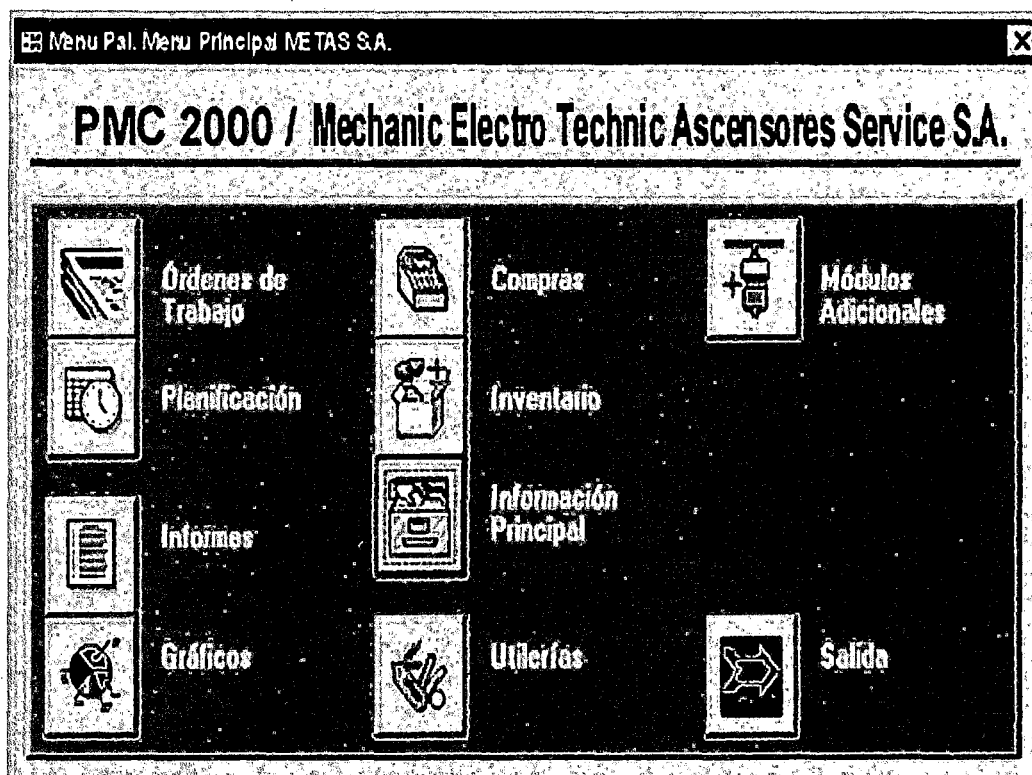 Menu Pal. Menu Principal METAS S.A.
PMC 2000 / Mechanic Electro Technic Ascensores Service S.A.
Órdenes de
Trabajo
Planificación
Informes
Gráficos
Compras
Inventario
Información
Principal
Utilerías
Módulos
Adicionales
Salida